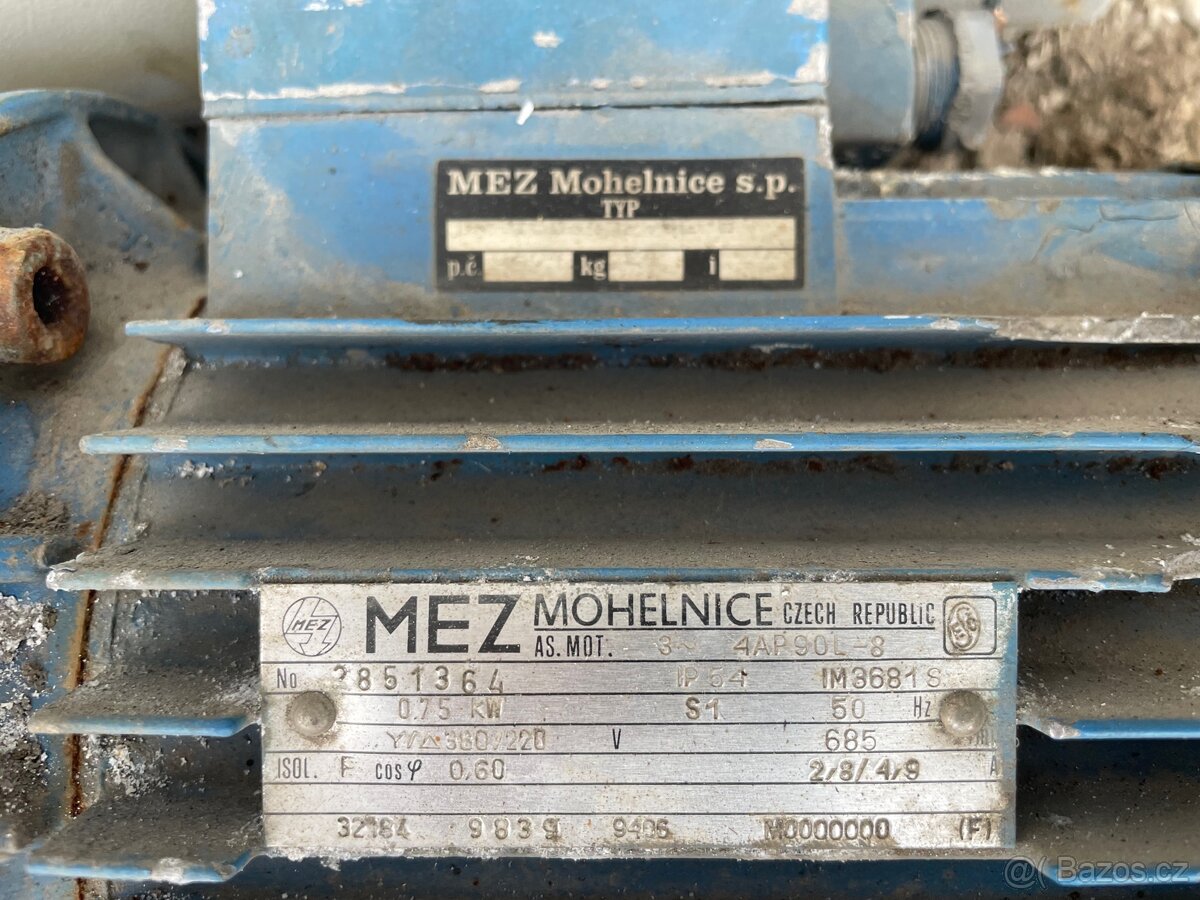 MEZ Mohelnice s.p.
TYP
p.č. kg i
MEZ MEZ MOHELNICE CZECH REPUBLIC
AS. MOT. 3~ 4AP90L-8
No 2851364 IP 54 IM3681S
0,75 kW S1 50 Hz
Y/Δ 380/220 V 685
ISOL. F cos φ 0,60 2,8/4,9 A
9839 9406 M0000000 (F)
@ Bazos.cz